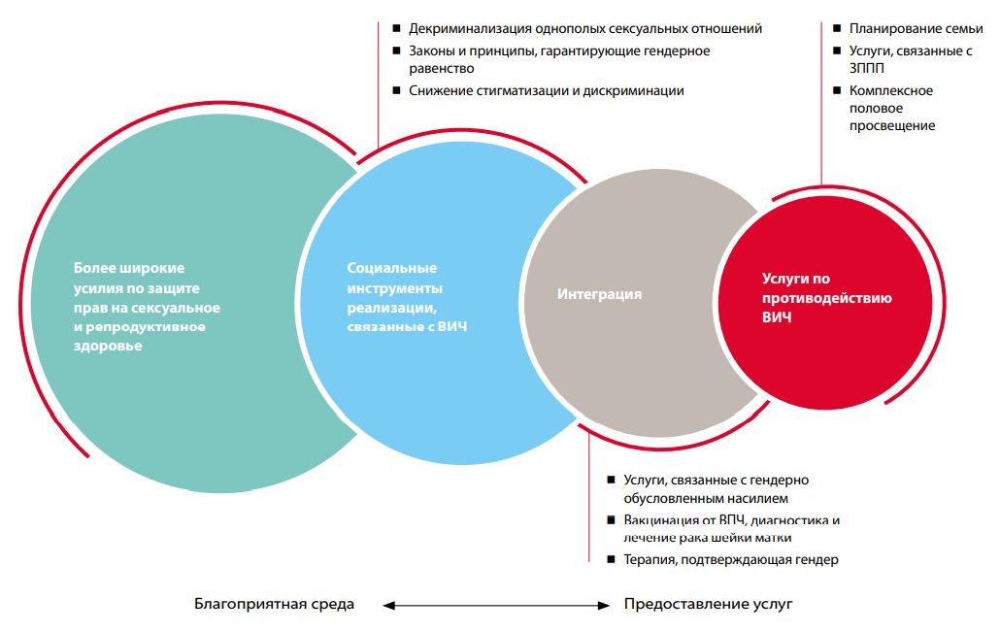 ■ Декриминализация однополых сексуальных отношений
■ Законы и принципы, гарантирующие гендерное
равенство
■ Снижение стигматизации и дискриминации
■ Планирование семьи
■ Услуги, связанные с
ЗППП
■ Комплексное
половое
просвещение
Более широкие
усилия по защите
прав на сексуальное
и репродуктивное
здоровье
Социальные
инструменты
реализации,
связанные с ВИЧ
Интеграция
Услуги по
противодействию
ВИЧ
■ Услуги, связанные с гендерно
обусловленным насилием
■ Вакцинация от ВПЧ, диагностика и
лечение рака шейки матки
■ Терапия, подтверждающая гендер
Благоприятная среда
Предоставление услуг